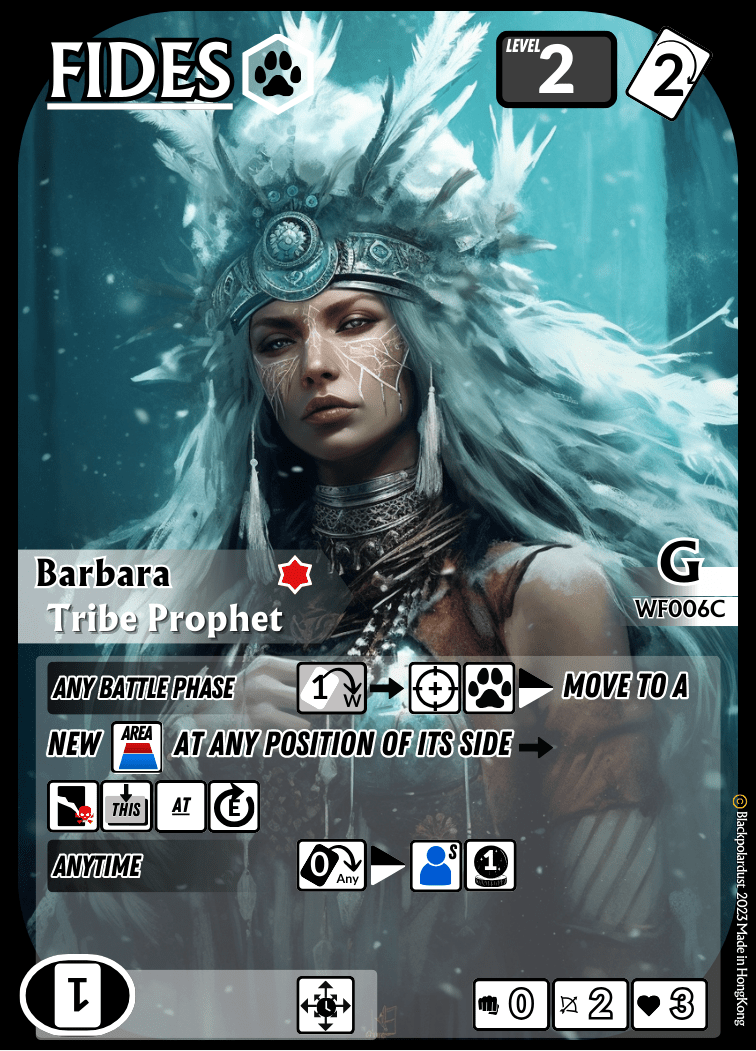 FIDES
LEVEL 2
2
Barbara
Tribe Prophet
G
WF006C
ANY BATTLE PHASE 1 W MOVE TO A
NEW AREA AT ANY POSITION OF ITS SIDE
THIS AT E
ANYTIME 0 Any S 1
1
0 2 3
© Blackpolardust 2023 Made in HongKong